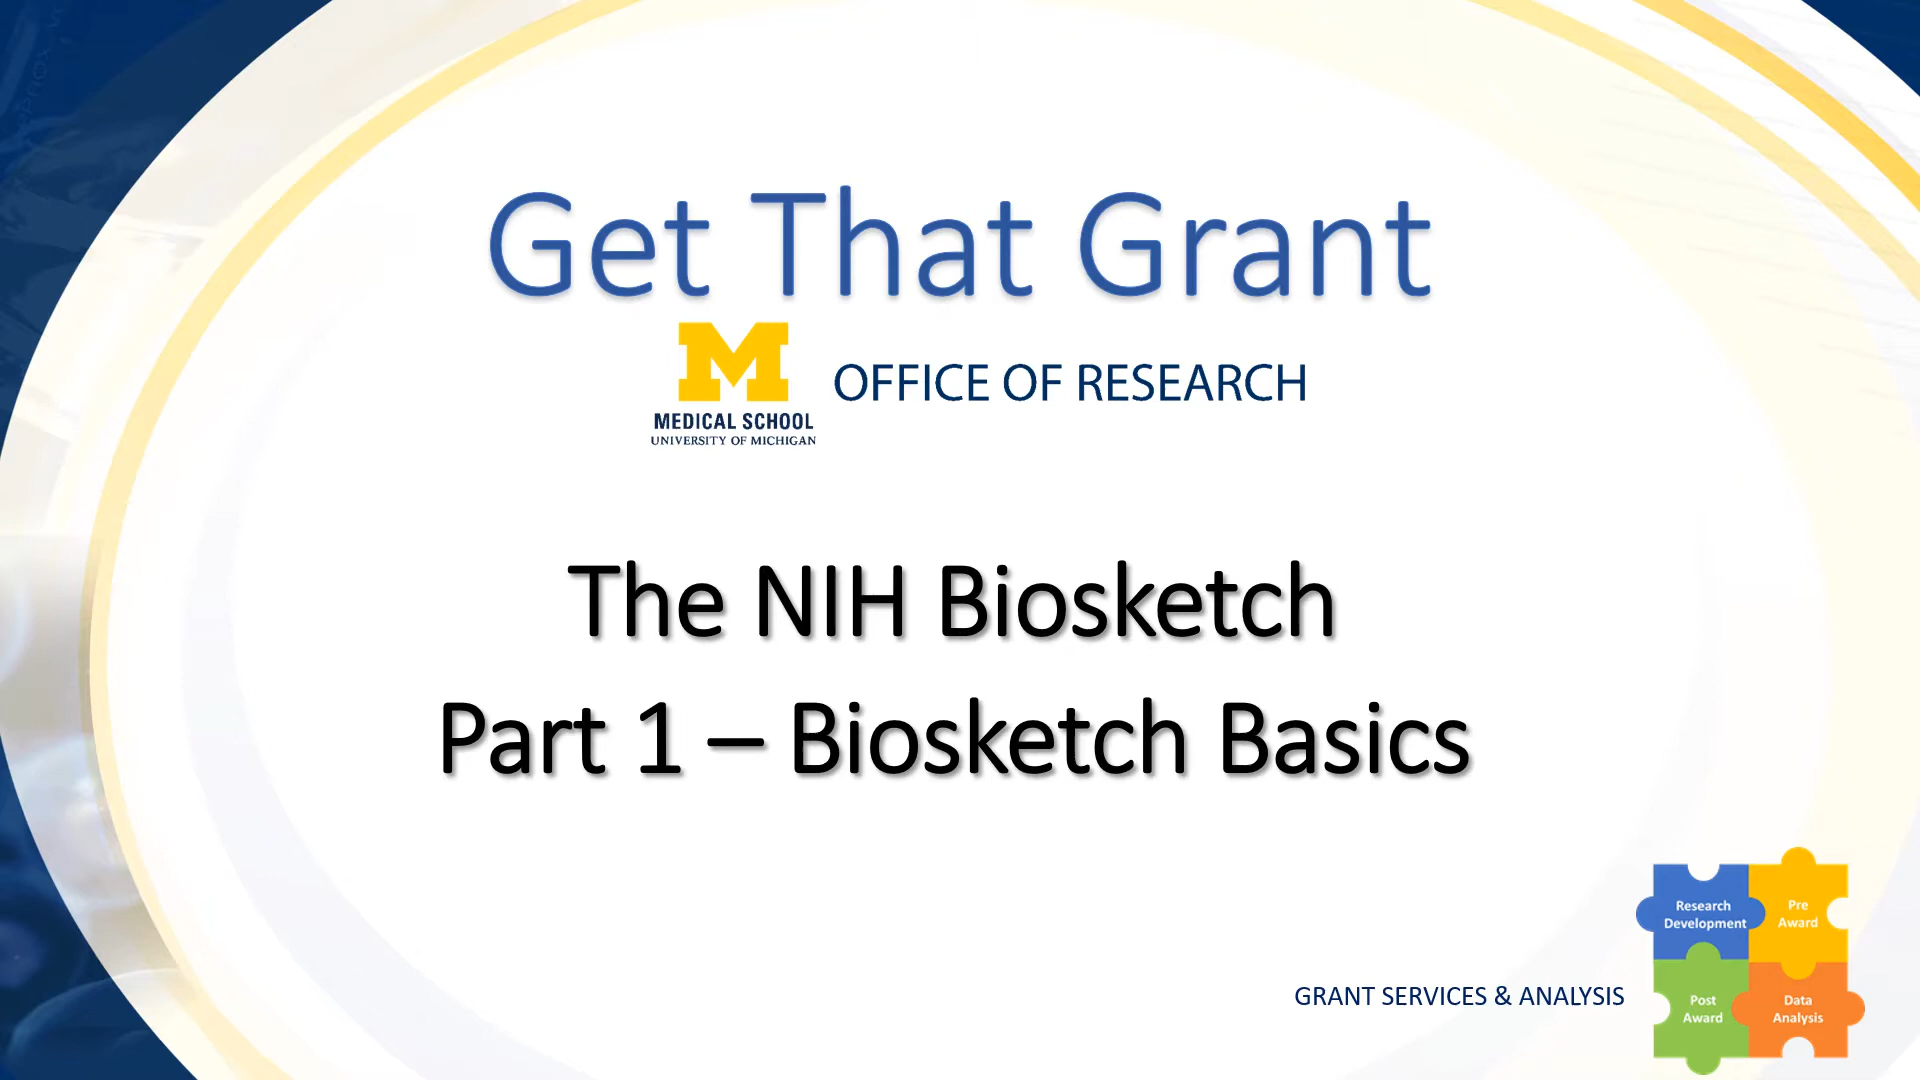 Get That Grant
M
MEDICAL SCHOOL
UNIVERSITY OF MICHIGAN
OFFICE OF RESEARCH
The NIH Biosketch
Part 1 – Biosketch Basics
GRANT SERVICES & ANALYSIS
Research
Development
Pre
Award
Post
Award
Data
Analysis